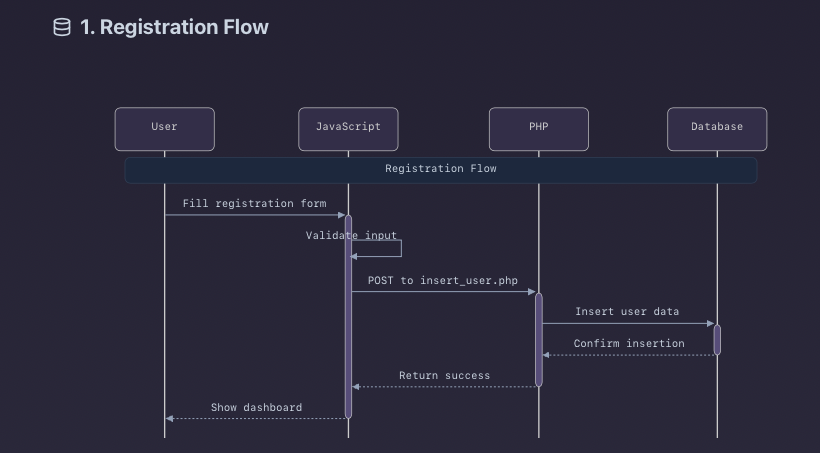 1. Registration Flow
User
JavaScript
PHP
Database
Registration Flow
Fill registration form
Validate input
POST to insert_user.php
Insert user data
Confirm insertion
Return success
Show dashboard